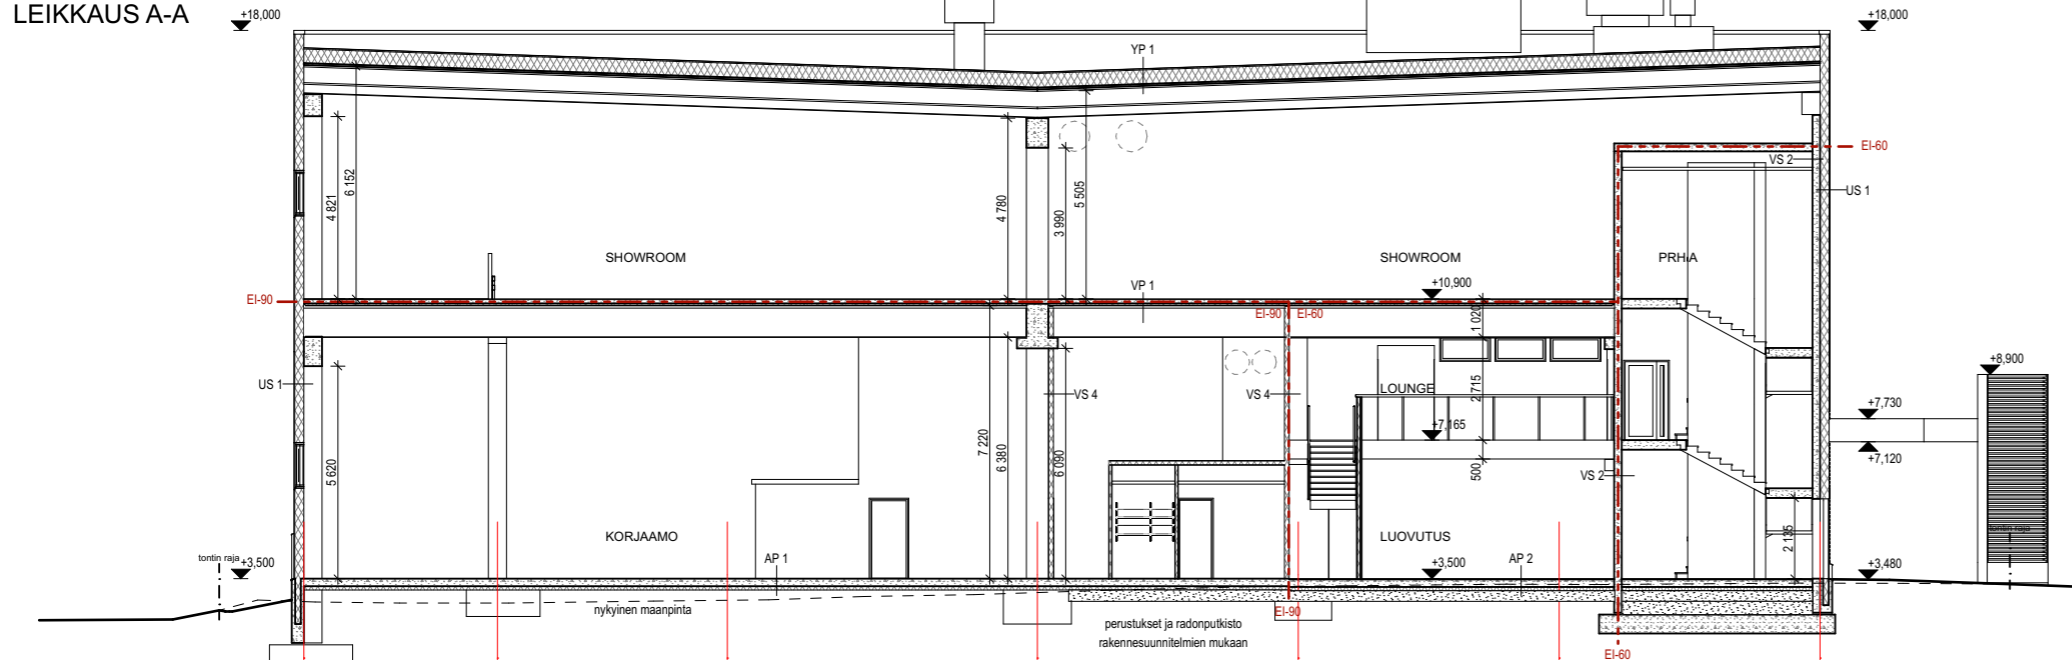 LEIKKAUS A-A
+18,000
+18,000
YP 1
EI-60
VS 2
US 1
4 821
6 152
4 780
3 990
5 505
SHOWROOM
SHOWROOM
PRH A
EI-90
VP 1
+10,900
EI-90
EI-60
1 020
+8,900
US 1
VS 4
VS 4
LOUNGE
2 715
+7,730
+7,165
7 220
6 380
6 090
5 620
500
VS 2
+7,120
KORJAAMO
LUOVUTUS
2 135
tontin raja
tontin raja
+3,500
AP 1
+3,500
AP 2
+3,480
nykyinen maanpinta
EI-90
perustukset ja radonputkisto
rakennesuunnitelmien mukaan
EI-60